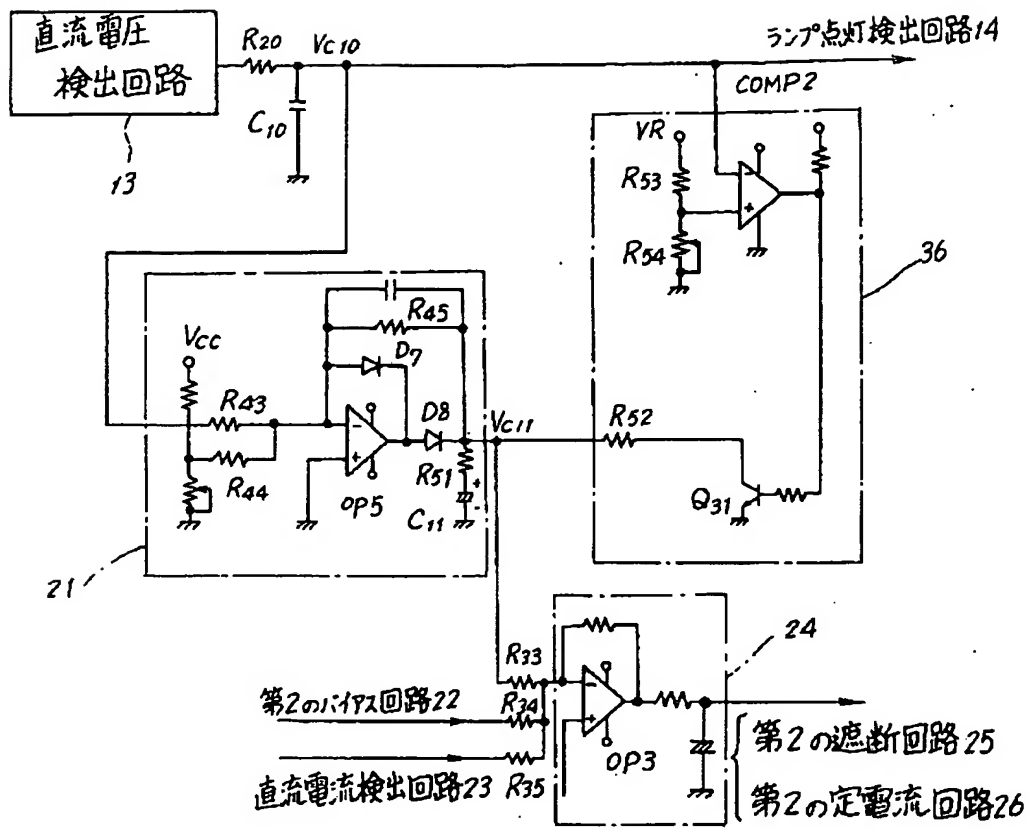 直流電圧
検出回路
13
R20
VC10
C10
ランプ点灯検出回路14
COMP2
VR
R53
R54
-
+
36
R45
VCC
D7
R43
D8
VC11
R52
-
+
R44
R51
+
-
OP5
C11
Q31
21
24
R33
第2のバイアス回路22
R34
-
+
直流電流検出回路23
R35
OP3
第2の遮断回路25
第2の定電流回路26